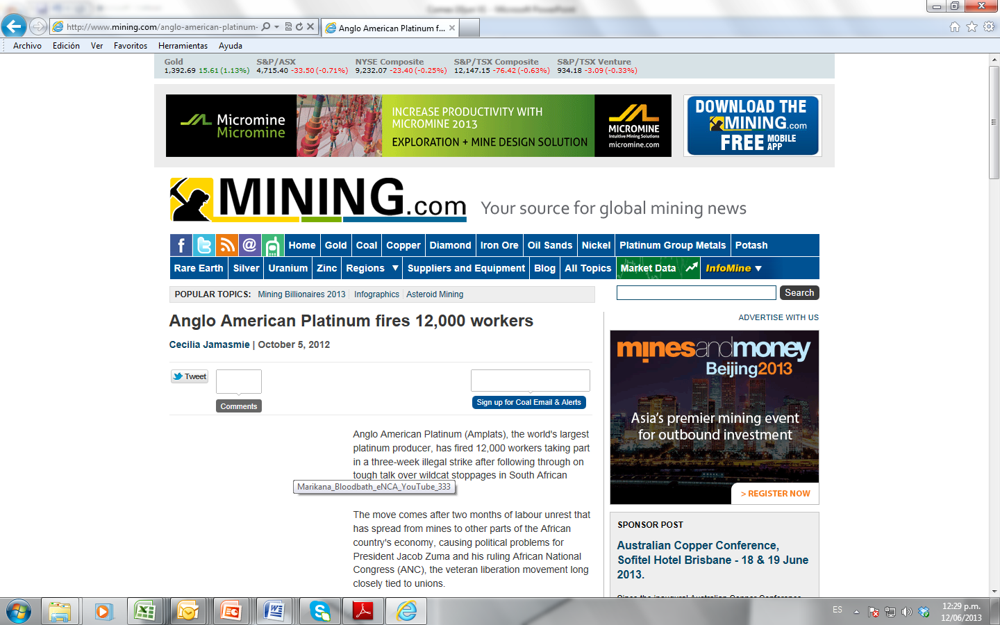 http://www.mining.com/anglo-american-platinum-
Anglo American Platinum f...
Archivo Edición Ver Favoritos Herramientas Ayuda
Gold S&P/ASX NYSE Composite S&P/TSX Composite S&P/TSX Venture
1,392.69 15.61 (1.13%) 4,715.40 -33.50 (-0.71%) 9,232.07 -23.40 (-0.25%) 12,147.15 -76.42 (-0.63%) 934.18 -3.09 (-0.33%)
Micromine
Micromine
INCREASE PRODUCTIVITY WITH
MICROMINE 2013
EXPLORATION + MINE DESIGN SOLUTION
MICROMINE
Intuitive Mining Solutions
micromine.com
DOWNLOAD THE
MINING.com
FREE MOBILE APP
MINING.com
Your source for global mining news
Home Gold Coal Copper Diamond Iron Ore Oil Sands Nickel Platinum Group Metals Potash
Rare Earth Silver Uranium Zinc Regions Suppliers and Equipment Blog All Topics Market Data InfoMine
POPULAR TOPICS: Mining Billionaires 2013 Infographics Asteroid Mining
Search
Anglo American Platinum fires 12,000 workers
Cecilia Jamasmie | October 5, 2012
Tweet
Comments
Sign up for Coal Email & Alerts
Anglo American Platinum (Amplats), the world's largest
platinum producer, has fired 12,000 workers taking part
in a three-week illegal strike after following through on
tough talk over wildcat stoppages in South African
Marikana_Bloodbath_eNCA_YouTube_333
The move comes after two months of labour unrest that
has spread from mines to other parts of the African
country's economy, causing political problems for
President Jacob Zuma and his ruling African National
Congress (ANC), the veteran liberation movement long
closely tied to unions.
ADVERTISE WITH US
minesandmoney
Beijing2013
Asia's premier mining event
for outbound investment
> REGISTER NOW
SPONSOR POST
Australian Copper Conference,
Sofitel Hotel Brisbane - 18 & 19 June
2013.
Since the inaugural Australian Copper Conference
ES
12:29 p.m.
12/06/2013